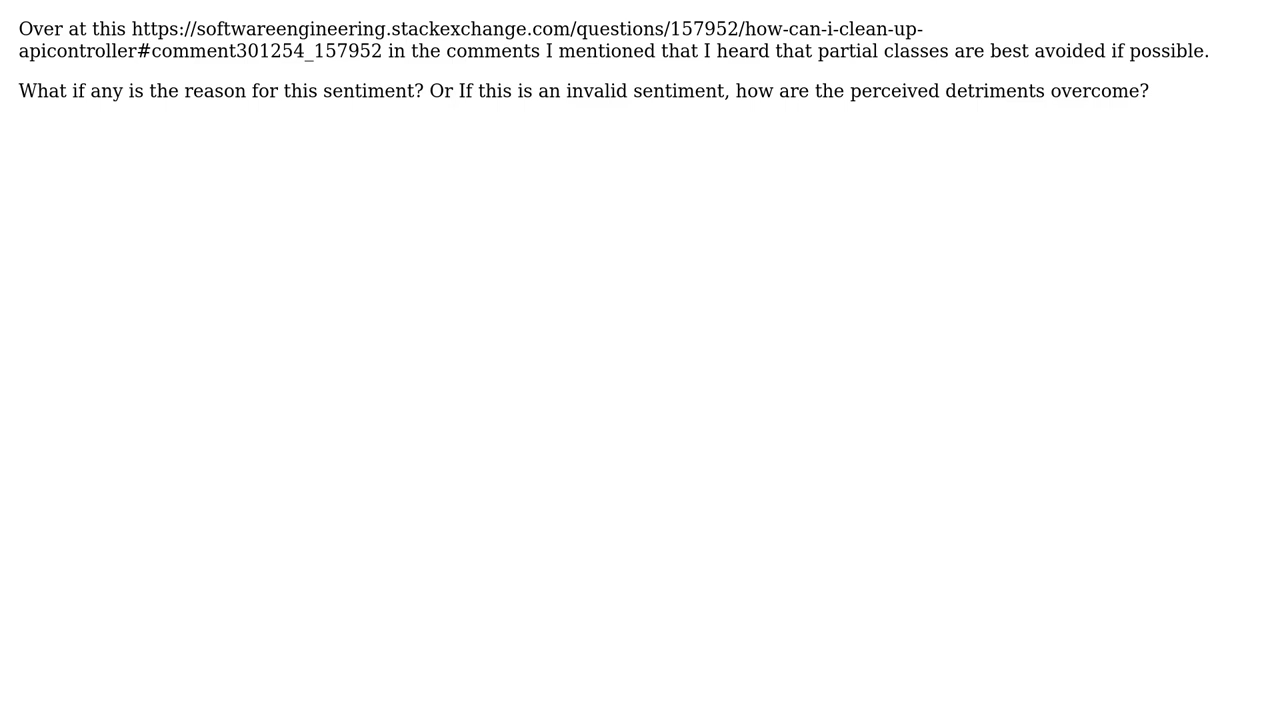 Over at this https://softwareengineering.stackexchange.com/questions/157952/how-can-i-clean-up-
apicontroller#comment301254_157952 in the comments I mentioned that I heard that partial classes are best avoided if possible.
What if any is the reason for this sentiment? Or If this is an invalid sentiment, how are the perceived detriments overcome?